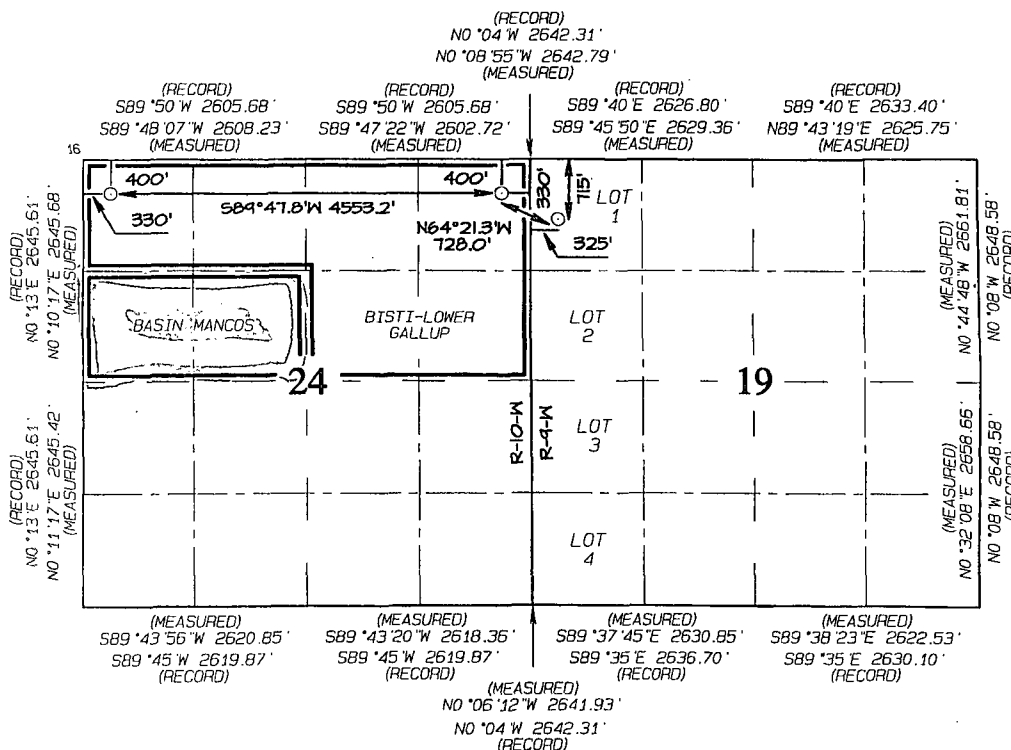 (RECORD)
N0°04'W 2642.31'
N0°08'55"W 2642.79'
(MEASURED)
(RECORD)
S89°50'W 2605.68'
S89°48'07"W 2608.23'
(MEASURED)
(RECORD)
S89°50'W 2605.68'
S89°47'22"W 2602.72'
(MEASURED)
(RECORD)
S89°40'E 2626.80'
S89°45'50"E 2629.36'
(MEASURED)
(RECORD)
S89°40'E 2633.40'
N89°43'19"E 2625.75'
(MEASURED)
16
400'
400'
330'
715'
LOT
1
S89°47.8'W 4553.2'
330'
N64°21.3'W
728.0'
325'
(RECORD)
N0°13'E 2645.61'
N0°10'17"E 2645.68'
(MEASURED)
(MEASURED)
N0°44'48"W 2661.81'
N0°08'W 2648.58'
(RECORD)
BASIN MANCOS
BISTI-LOWER
GALLUP
LOT
2
24
19
R-10-W
R-9-W
LOT
3
(RECORD)
N0°13'E 2645.61'
N0°11'17"E 2645.42'
(MEASURED)
(MEASURED)
N0°32'08"E 2658.66'
N0°08'W 2648.58'
(RECORD)
LOT
4
(MEASURED)
S89°43'56"W 2620.85'
S89°45'W 2619.87'
(RECORD)
(MEASURED)
S89°43'20"W 2618.36'
S89°45'W 2619.87'
(RECORD)
(MEASURED)
S89°37'45"E 2630.85'
S89°35'E 2636.70'
(RECORD)
(MEASURED)
S89°38'23"E 2622.53'
S89°35'E 2630.10'
(RECORD)
(MEASURED)
N0°06'12"W 2641.93'
N0°04'W 2642.31'
(RECORD)